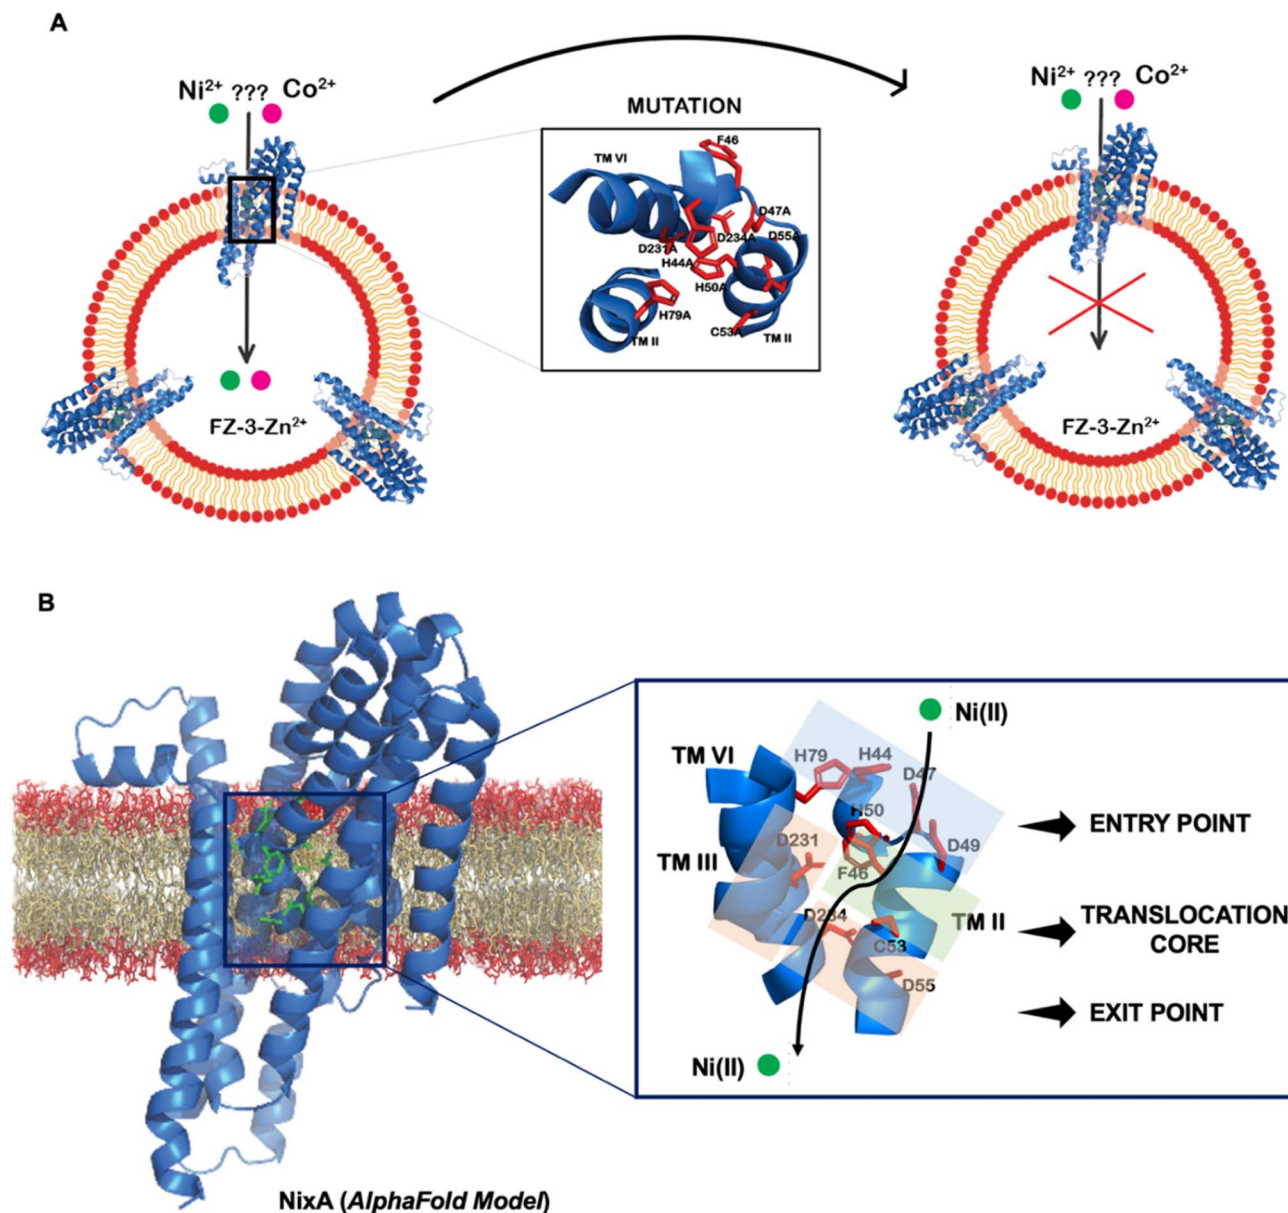 A
Ni²⁺ ??? Co²⁺
MUTATION
Ni²⁺ ??? Co²⁺
F46
TM VI
D47A
D231A
D234A
D55A
H44A
H50A
H79A
C53A
TM II
TM II
FZ-3-Zn²⁺
FZ-3-Zn²⁺
B
Ni(II)
TM VI
H79
H44
D47
H50
ENTRY POINT
D231
D49
TM III
F46
D234
TM II
TRANSLOCATION
CORE
C53
D55
EXIT POINT
Ni(II)
NixA (AlphaFold Model)